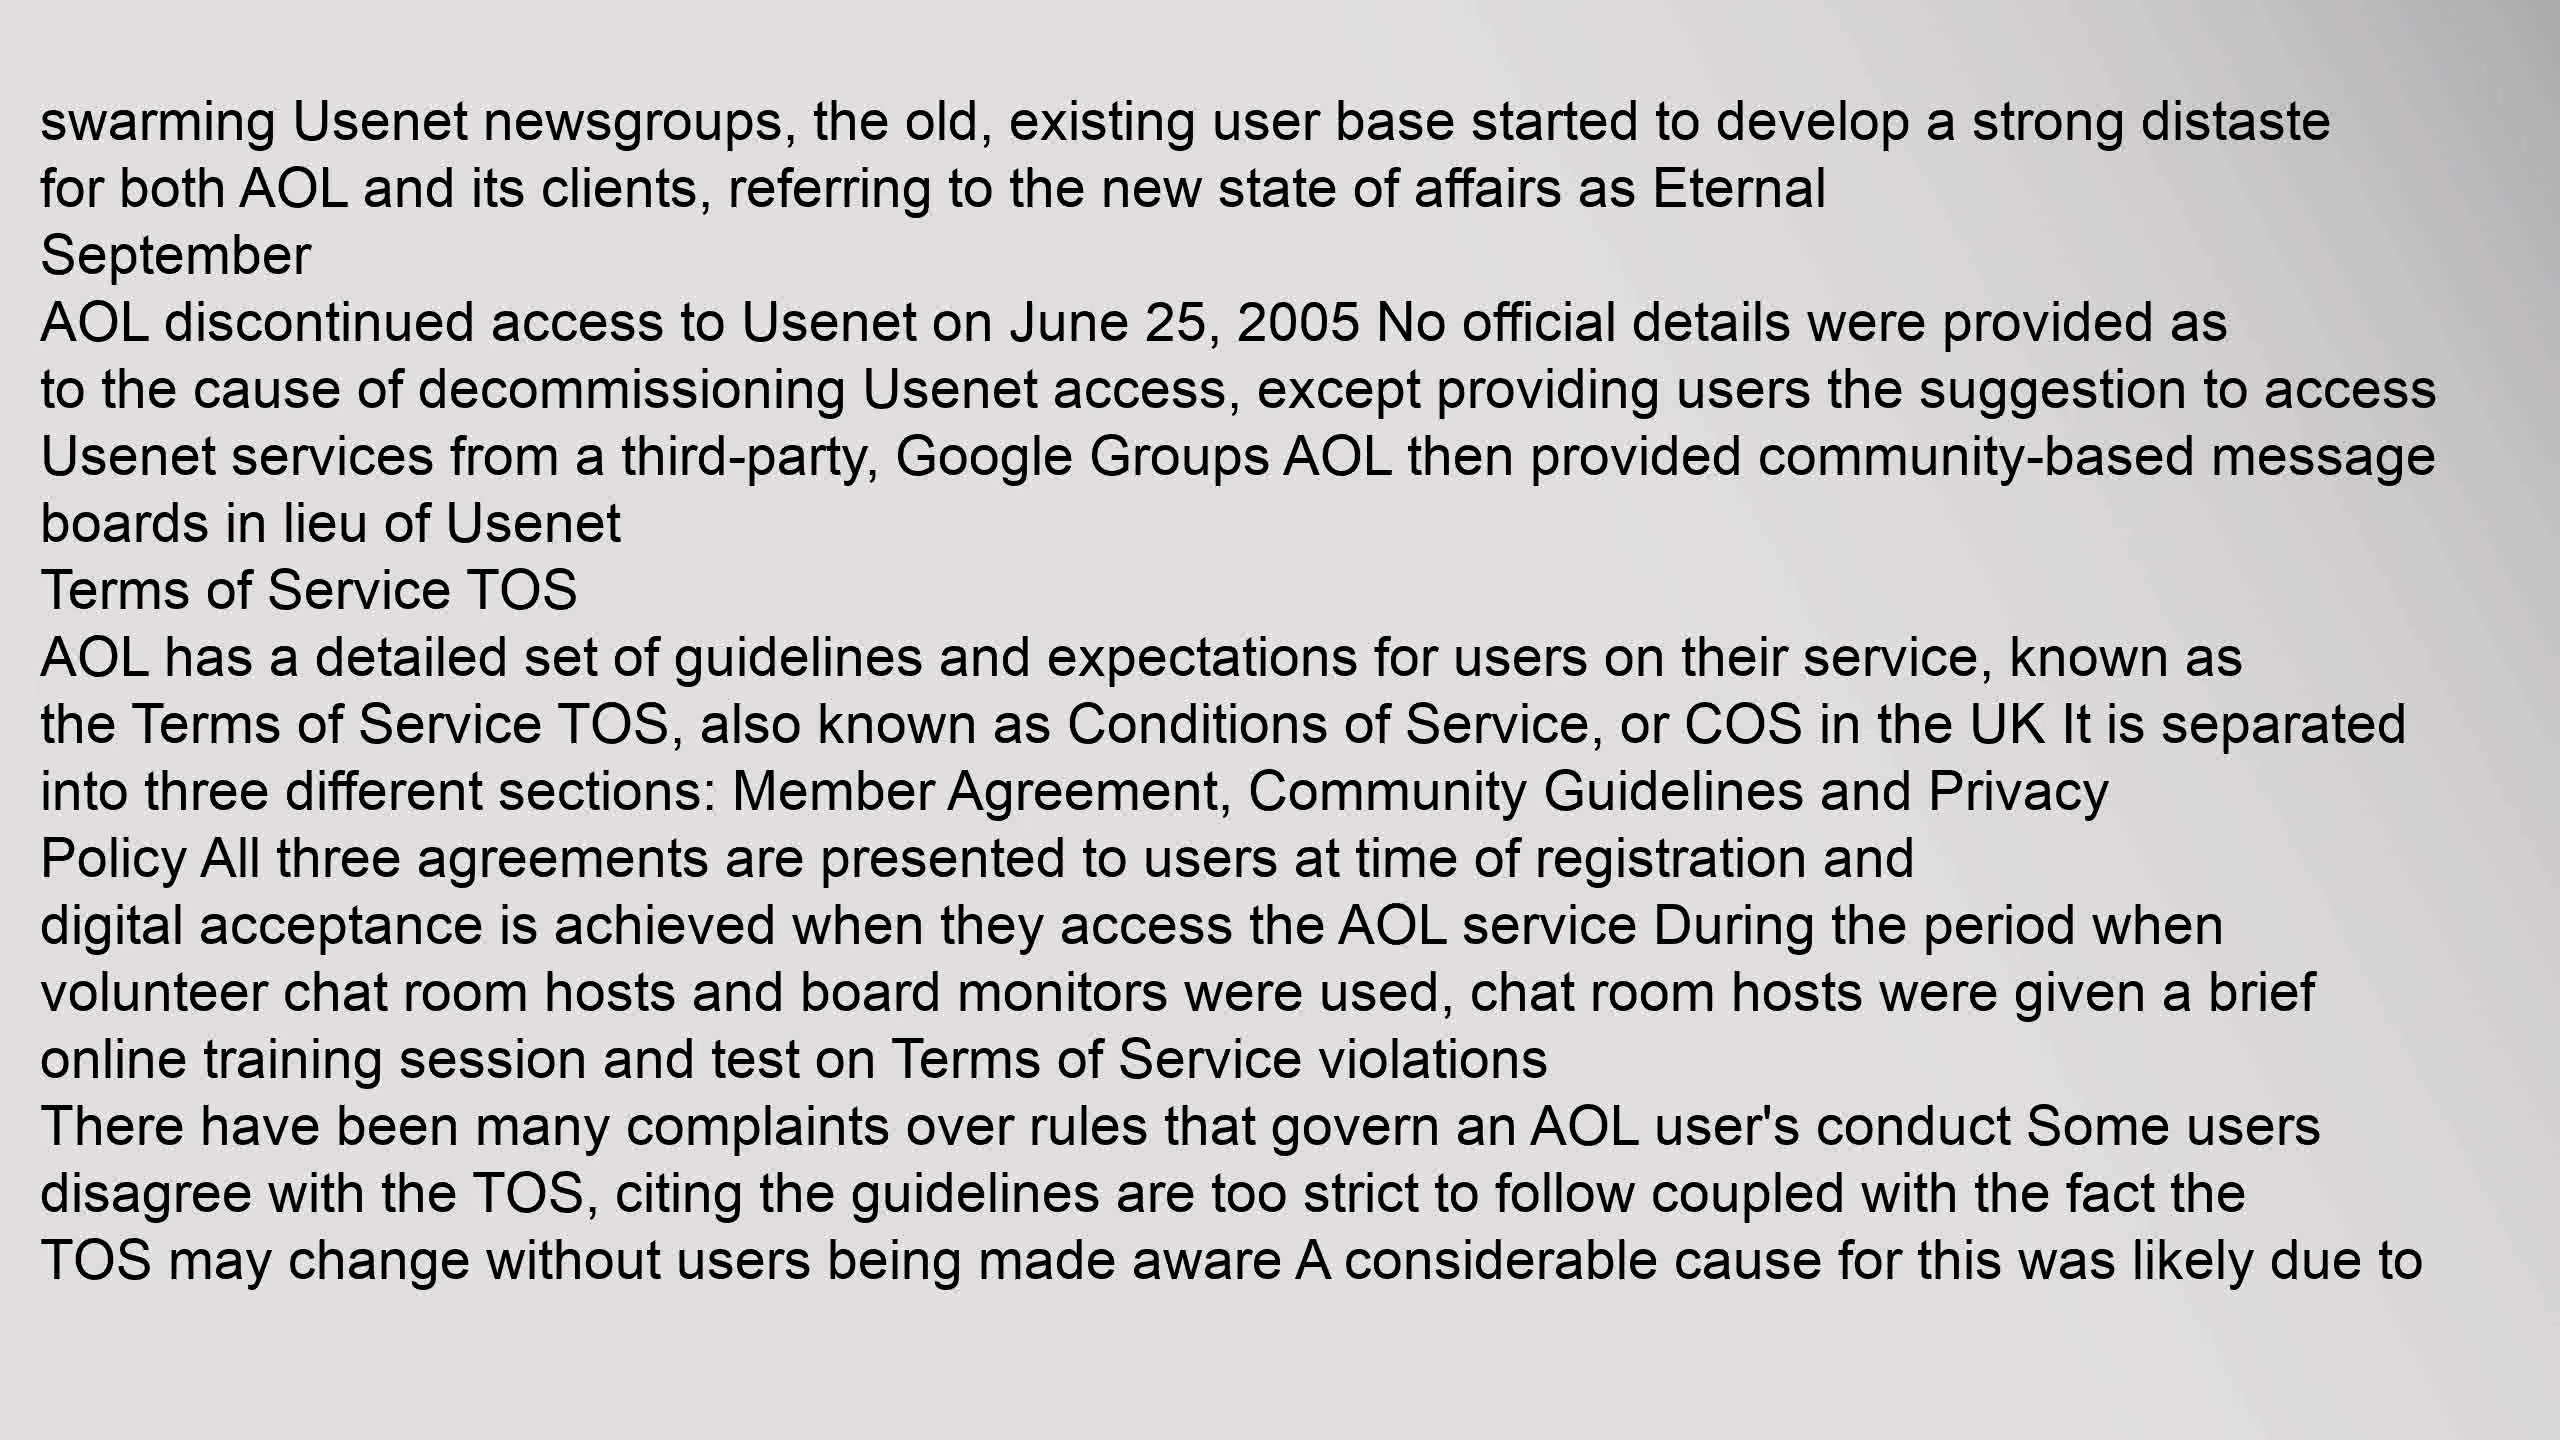 swarming Usenet newsgroups, the old, existing user base started to develop a strong distaste
for both AOL and its clients, referring to the new state of affairs as Eternal
September
AOL discontinued access to Usenet on June 25, 2005 No official details were provided as
to the cause of decommissioning Usenet access, except providing users the suggestion to access
Usenet services from a third-party, Google Groups AOL then provided community-based message
boards in lieu of Usenet
Terms of Service TOS
AOL has a detailed set of guidelines and expectations for users on their service, known as
the Terms of Service TOS, also known as Conditions of Service, or COS in the UK It is separated
into three different sections: Member Agreement, Community Guidelines and Privacy
Policy All three agreements are presented to users at time of registration and
digital acceptance is achieved when they access the AOL service During the period when
volunteer chat room hosts and board monitors were used, chat room hosts were given a brief
online training session and test on Terms of Service violations
There have been many complaints over rules that govern an AOL user's conduct Some users
disagree with the TOS, citing the guidelines are too strict to follow coupled with the fact the
TOS may change without users being made aware A considerable cause for this was likely due to